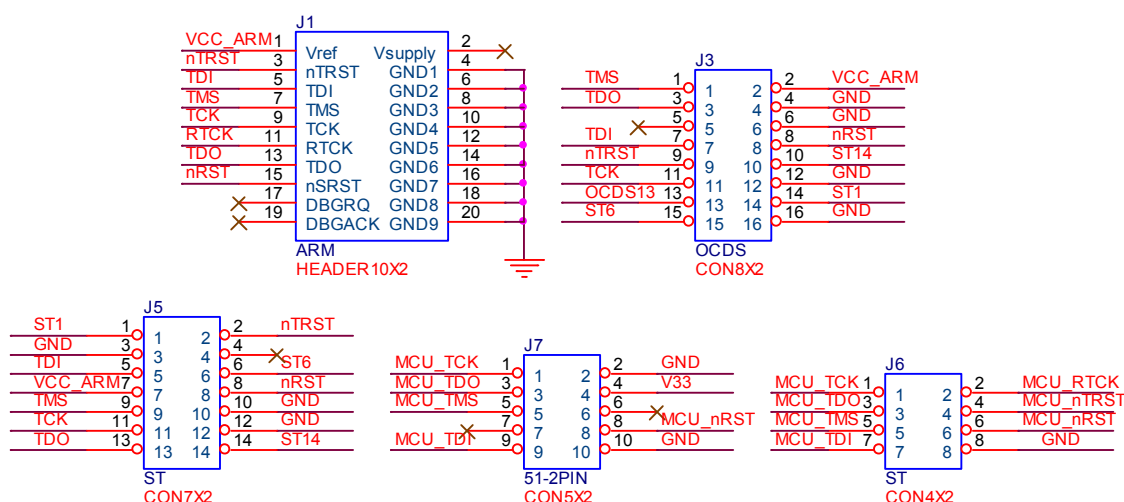 J1
VCC_ARM 1 Vref Vsupply 2
nTRST 3 nTRST GND1 4
TDI 5 TDI GND2 6
TMS 7 TMS GND3 8
TCK 9 TCK GND4 10
RTCK 11 RTCK GND5 12
TDO 13 TDO GND6 14
nRST 15 nSRST GND7 16
17 DBGRQ GND8 18
19 DBGACK GND9 20
ARM
HEADER10X2
J3
TMS 1 1 2 2 VCC_ARM
TDO 3 3 4 4 GND
5 5 6 6 GND
TDI 7 7 8 8 nRST
nTRST 9 9 10 10 ST14
TCK 11 11 12 12 GND
OCDS13 13 13 14 14 ST1
ST6 15 15 16 16 GND
OCDS
CON8X2
J5
ST1 1 1 2 2 nTRST
GND 3 3 4 4
TDI 5 5 6 6 ST6
VCC_ARM 7 7 8 8 nRST
TMS 9 9 10 10 GND
TCK 11 11 12 12 GND
TDO 13 13 14 14 ST14
ST
CON7X2
J7
MCU_TCK 1 1 2 2 GND
MCU_TDO 3 3 4 4 V33
MCU_TMS 5 5 6 6
7 7 8 8 MCU_nRST
MCU_TDI 9 9 10 10 GND
51-2PIN
CON5X2
J6
MCU_TCK 1 1 2 2 MCU_RTCK
MCU_TDO 3 3 4 4 MCU_nTRST
MCU_TMS 5 5 6 6 MCU_nRST
MCU_TDI 7 7 8 8 GND
ST
CON4X2